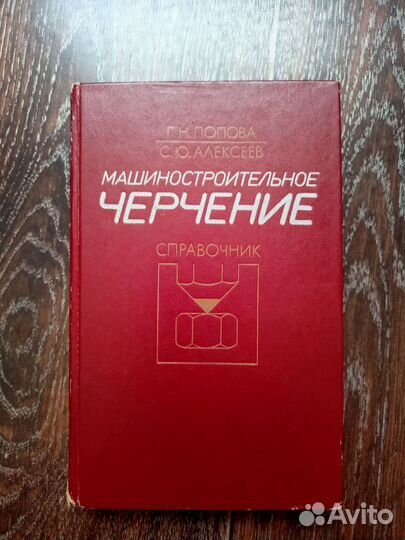 Г.Н. ПОПОВА
С.Ю. АЛЕКСЕЕВ
МАШИНОСТРОИТЕЛЬНОЕ
ЧЕРЧЕНИЕ
СПРАВОЧНИК
Avito